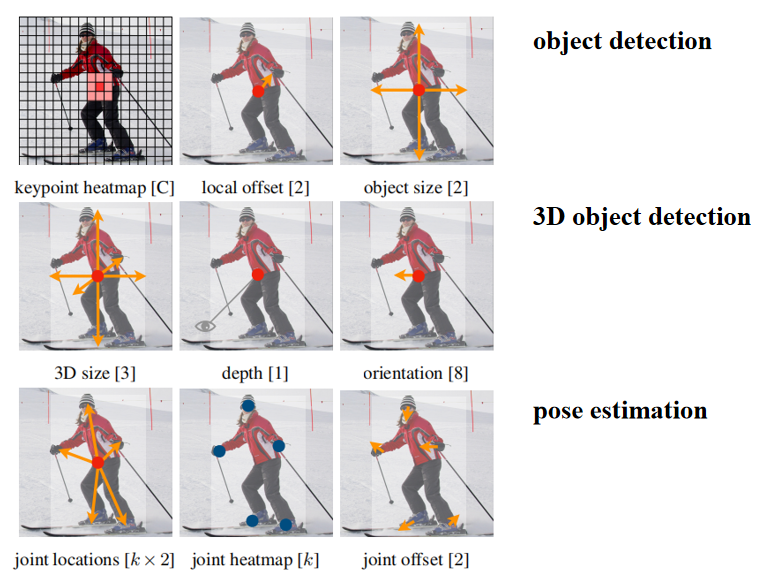 object detection
keypoint heatmap [C]
local offset [2]
object size [2]
3D object detection
3D size [3]
depth [1]
orientation [8]
pose estimation
joint locations [k × 2]
joint heatmap [k]
joint offset [2]